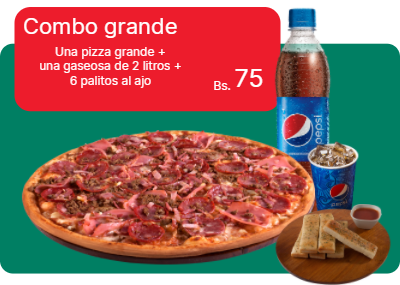 Combo grande
Una pizza grande +
una gaseosa de 2 litros +
6 palitos al ajo
Bs. 75
pepsi
pepsi